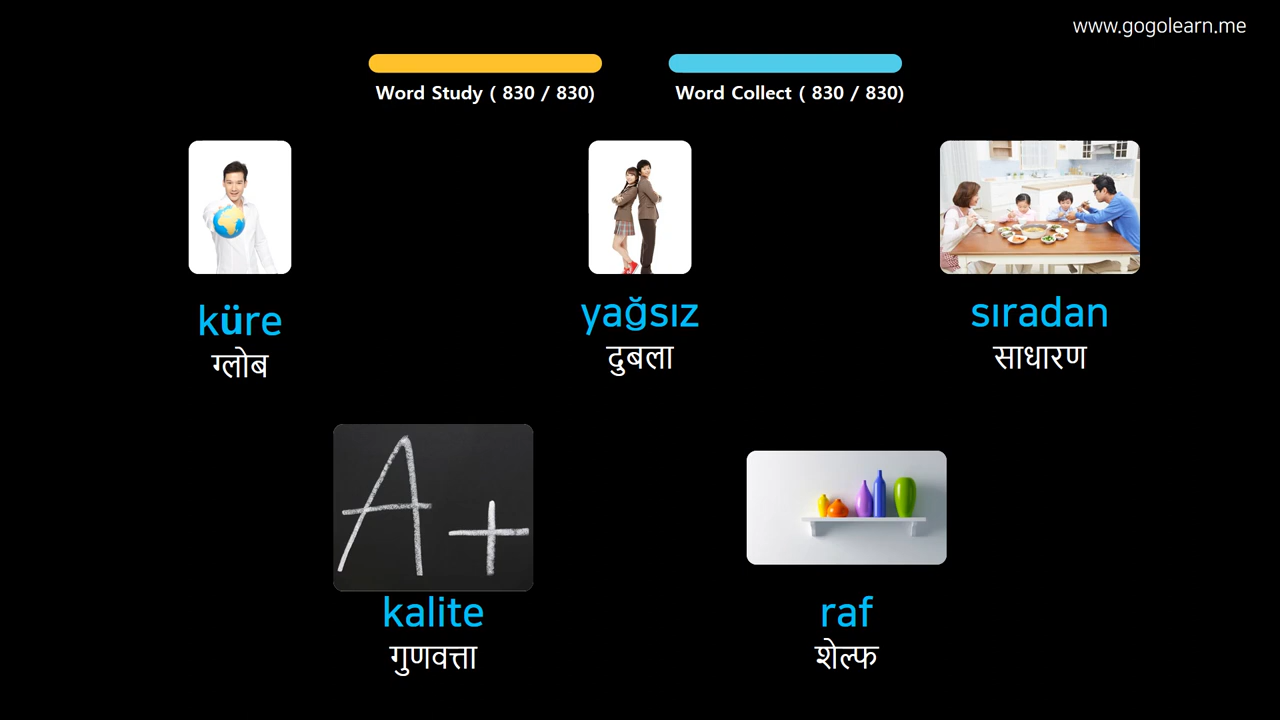 www.gogolearn.me
Word Study ( 830 / 830)
Word Collect ( 830 / 830)
küre
ग्लोब
yağsız
दुबला
sıradan
साधारण
A+
kalite
गुणवत्ता
raf
शेल्फ